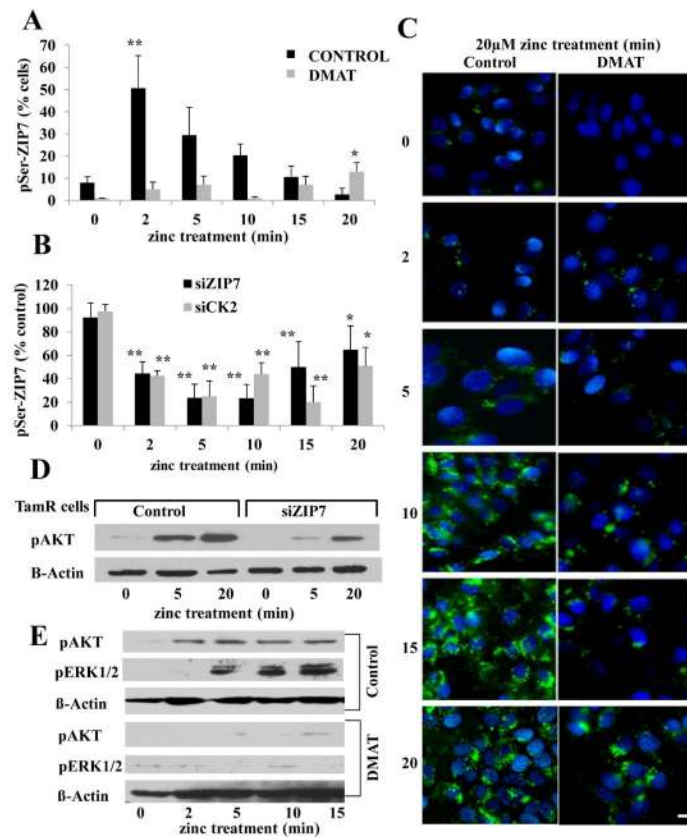 A
pSer-ZIP7 (% cells)
70
60
50
40
30
20
10
0
**
*
CONTROL
DMAT
0 2 5 10 15 20
zinc treatment (min)
B
pSer-ZIP7 (% control)
120
100
80
60
40
20
0
siZIP7
siCK2
** ** ** ** ** ** ** ** * *
0 2 5 10 15 20
zinc treatment (min)
C
20µM zinc treatment (min)
Control DMAT
0
2
5
10
15
20
D
TamR cells Control siZIP7
pAKT
B-Actin
0 5 20 0 5 20
zinc treatment (min)
E
pAKT
pERK1/2
ß-Actin
Control
pAKT
pERK1/2
ß-Actin
DMAT
0 2 5 10 15
zinc treatment (min)